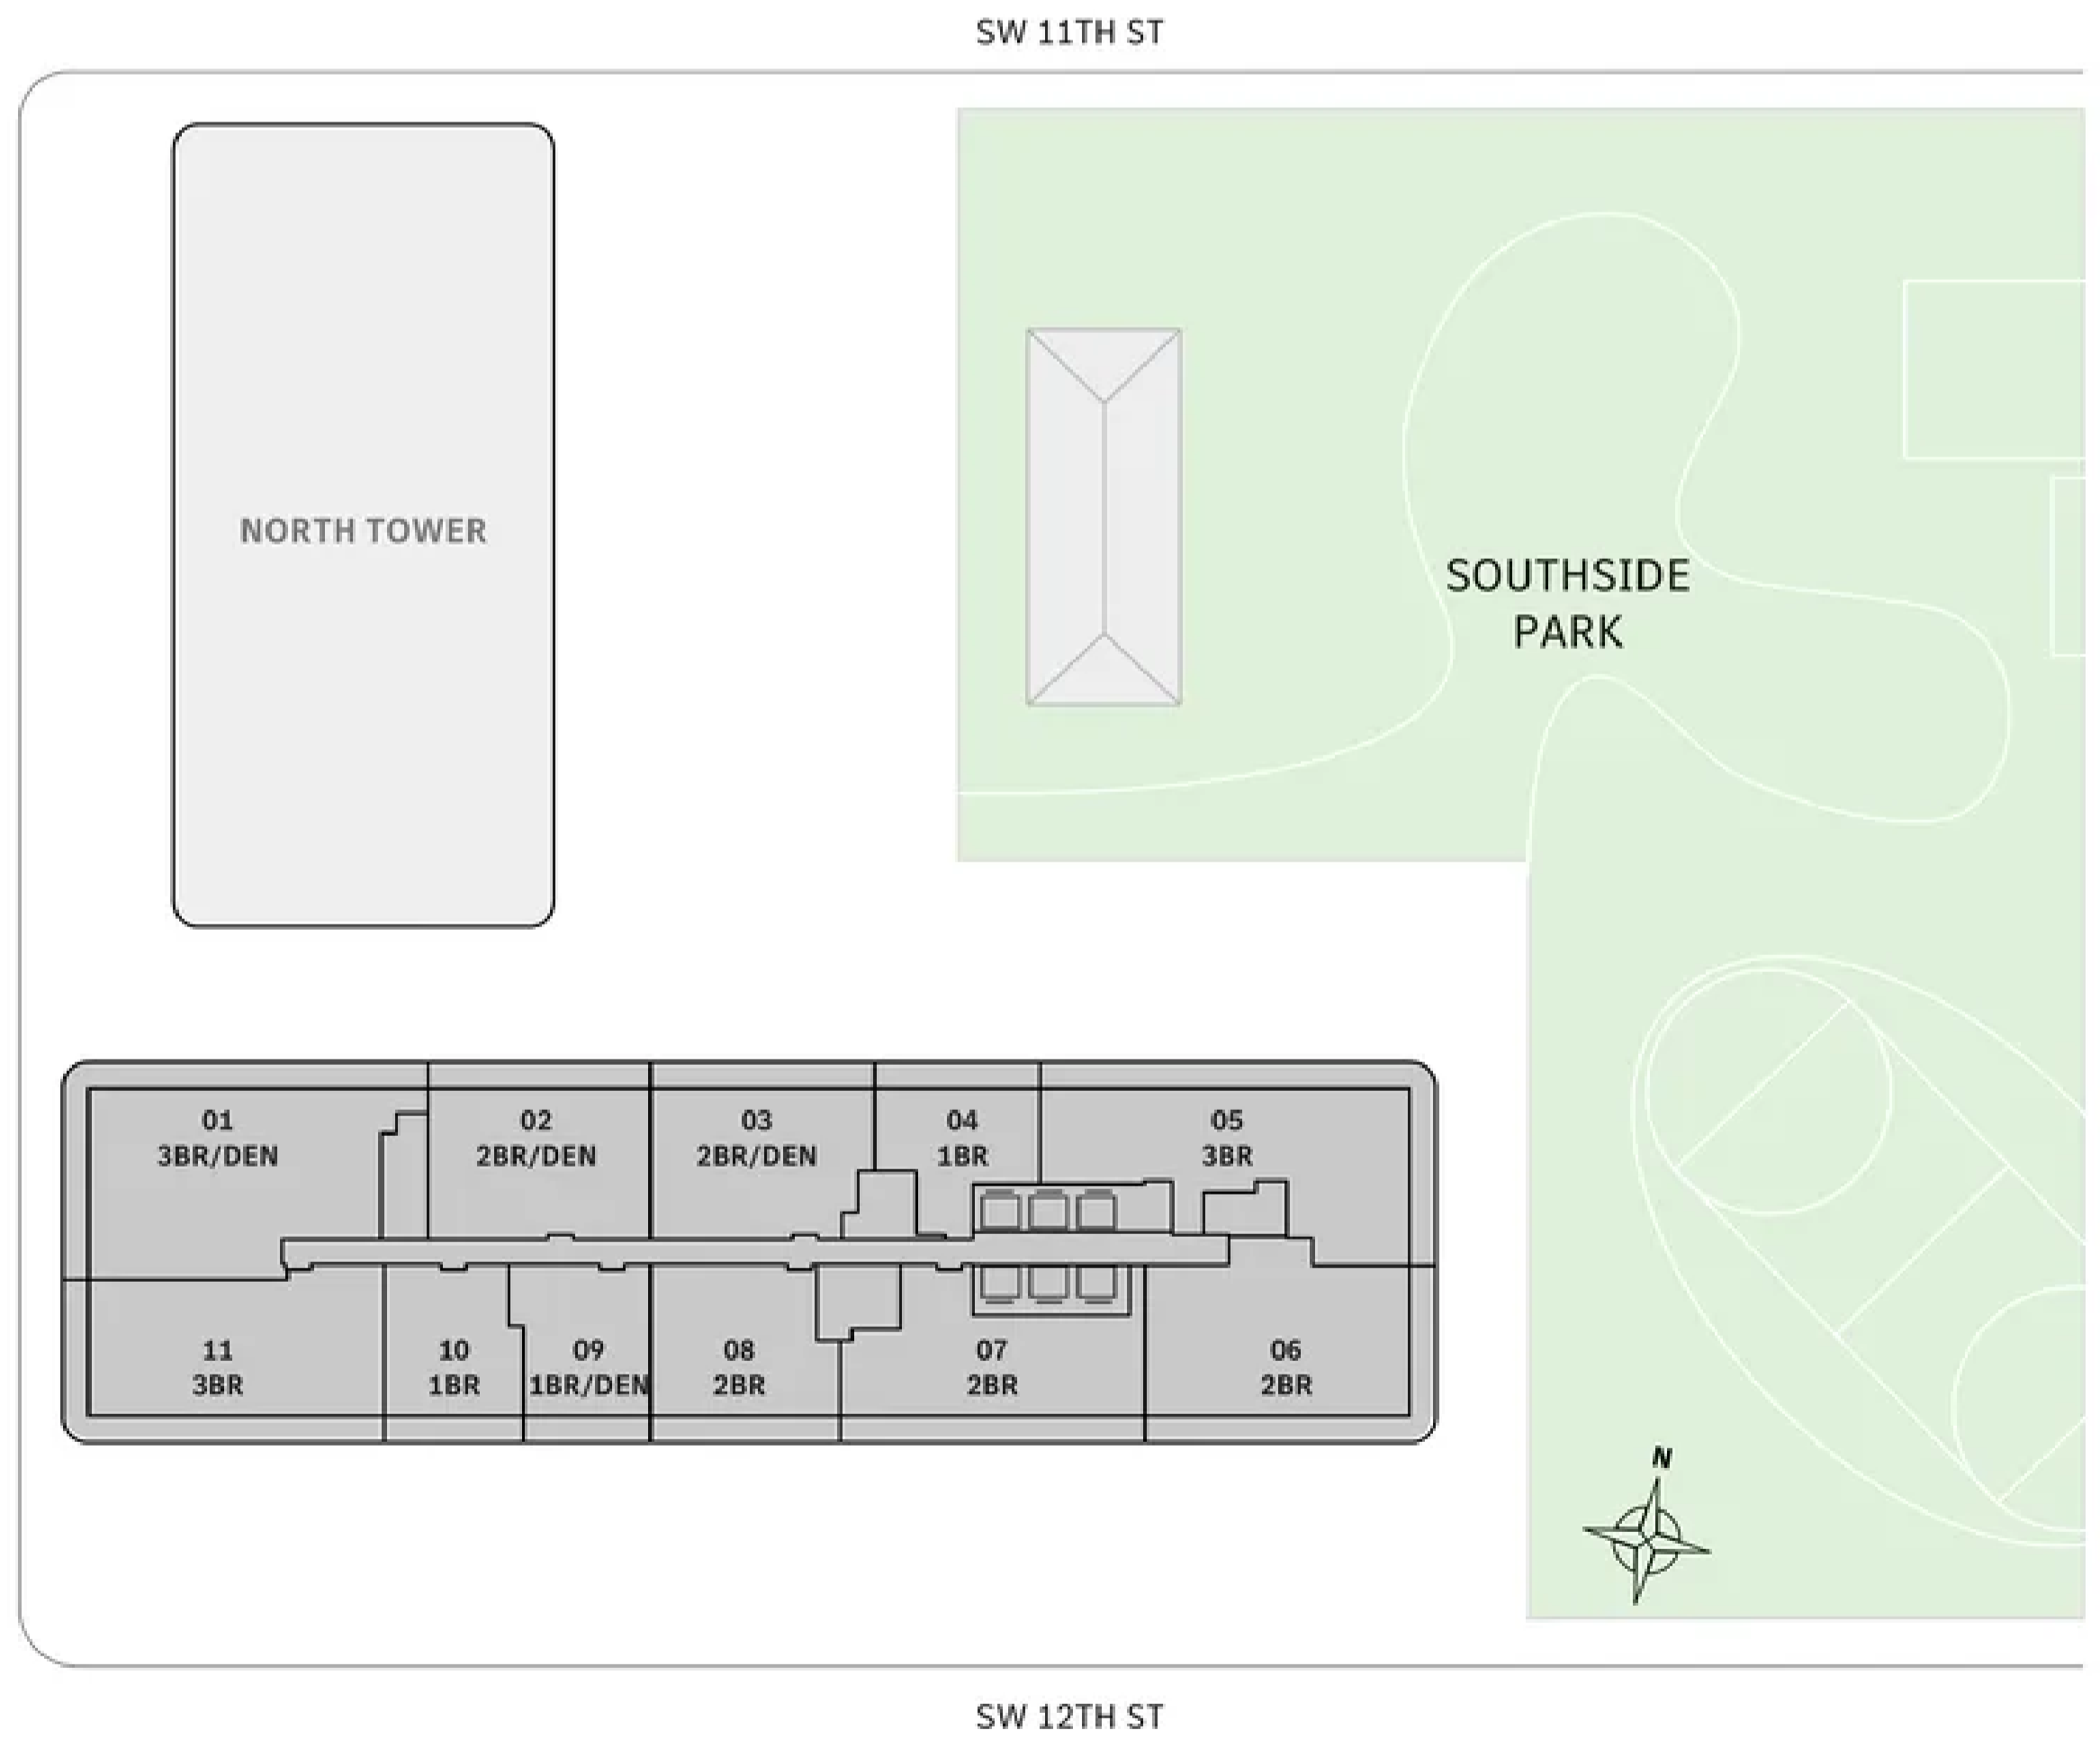 SW 11TH ST
NORTH TOWER
SOUTHSIDE
PARK
01
3BR/DEN
02
2BR/DEN
03
2BR/DEN
04
1BR
05
3BR
11
3BR
10
1BR
09
1BR/DEN
08
2BR
07
2BR
06
2BR
N
SW 12TH ST